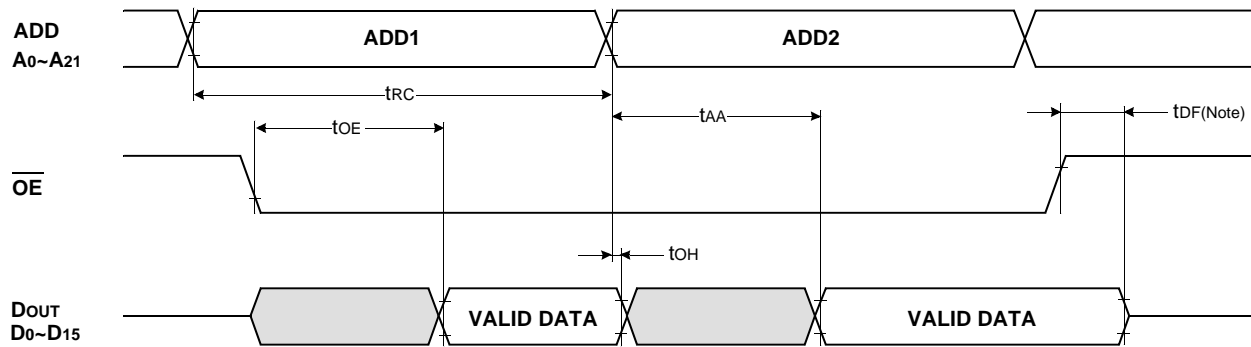 ADD
A0~A21
ADD1
ADD2
tRC
tAA
tOE
tDF(Note)
OE
tOH
DOUT
D0~D15
VALID DATA
VALID DATA